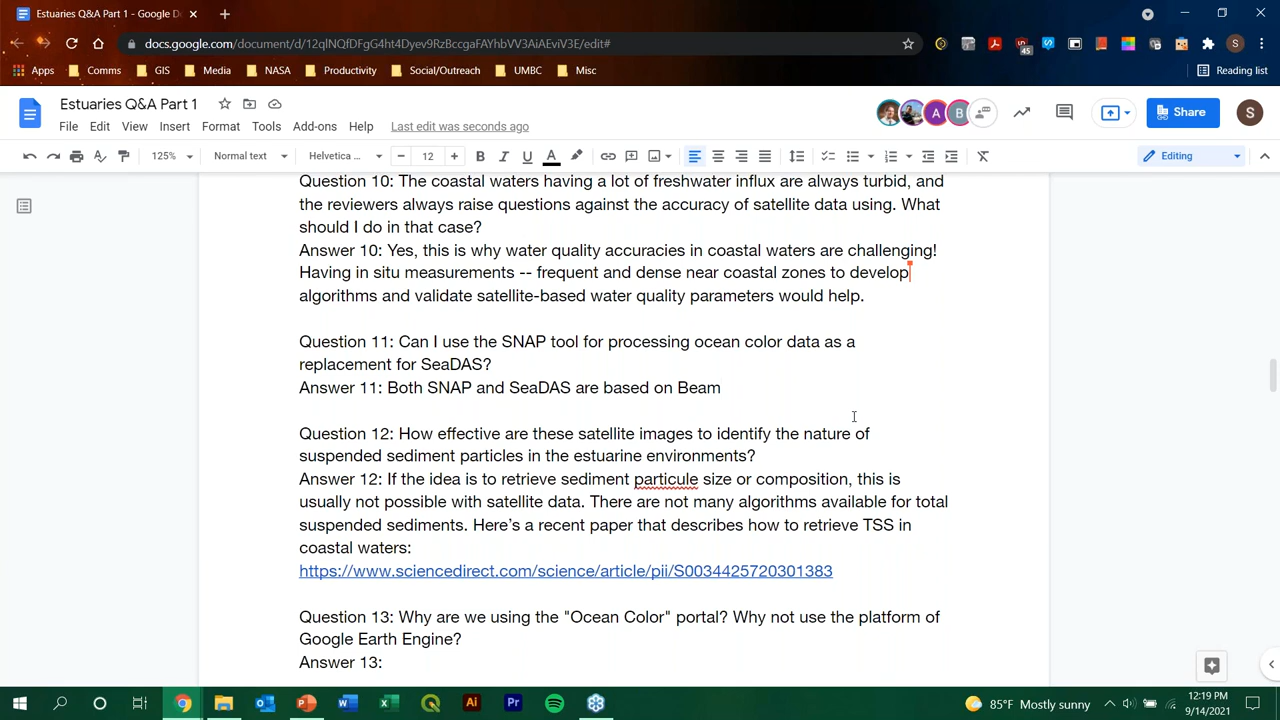 Estuaries Q&A Part 1 - Google D
docs.google.com/document/d/12qlNQfDFgG4ht4Dyev9RzBccgaFAYhbVV3AiAEviV3E/edit#
45
S
Apps
Comms
GIS
Media
NASA
Productivity
Social/Outreach
UMBC
Misc
Reading list
Estuaries Q&A Part 1
A
B
Share
S
File Edit View Insert Format Tools Add-ons Help Last edit was seconds ago
125% Normal text Helvetica ... 12 B I U A Editing
Question 10: The coastal waters having a lot of freshwater influx are always turbid, and
the reviewers always raise questions against the accuracy of satellite data using. What
should I do in that case?
Answer 10: Yes, this is why water quality accuracies in coastal waters are challenging!
Having in situ measurements -- frequent and dense near coastal zones to develop
algorithms and validate satellite-based water quality parameters would help.
Question 11: Can I use the SNAP tool for processing ocean color data as a
replacement for SeaDAS?
Answer 11: Both SNAP and SeaDAS are based on Beam
Question 12: How effective are these satellite images to identify the nature of
suspended sediment particles in the estuarine environments?
Answer 12: If the idea is to retrieve sediment particule size or composition, this is
usually not possible with satellite data. There are not many algorithms available for total
suspended sediments. Here's a recent paper that describes how to retrieve TSS in
coastal waters:
https://www.sciencedirect.com/science/article/pii/S0034425720301383
Question 13: Why are we using the "Ocean Color" portal? Why not use the platform of
Google Earth Engine?
Answer 13:
85°F Mostly sunny
12:19 PM
9/14/2021